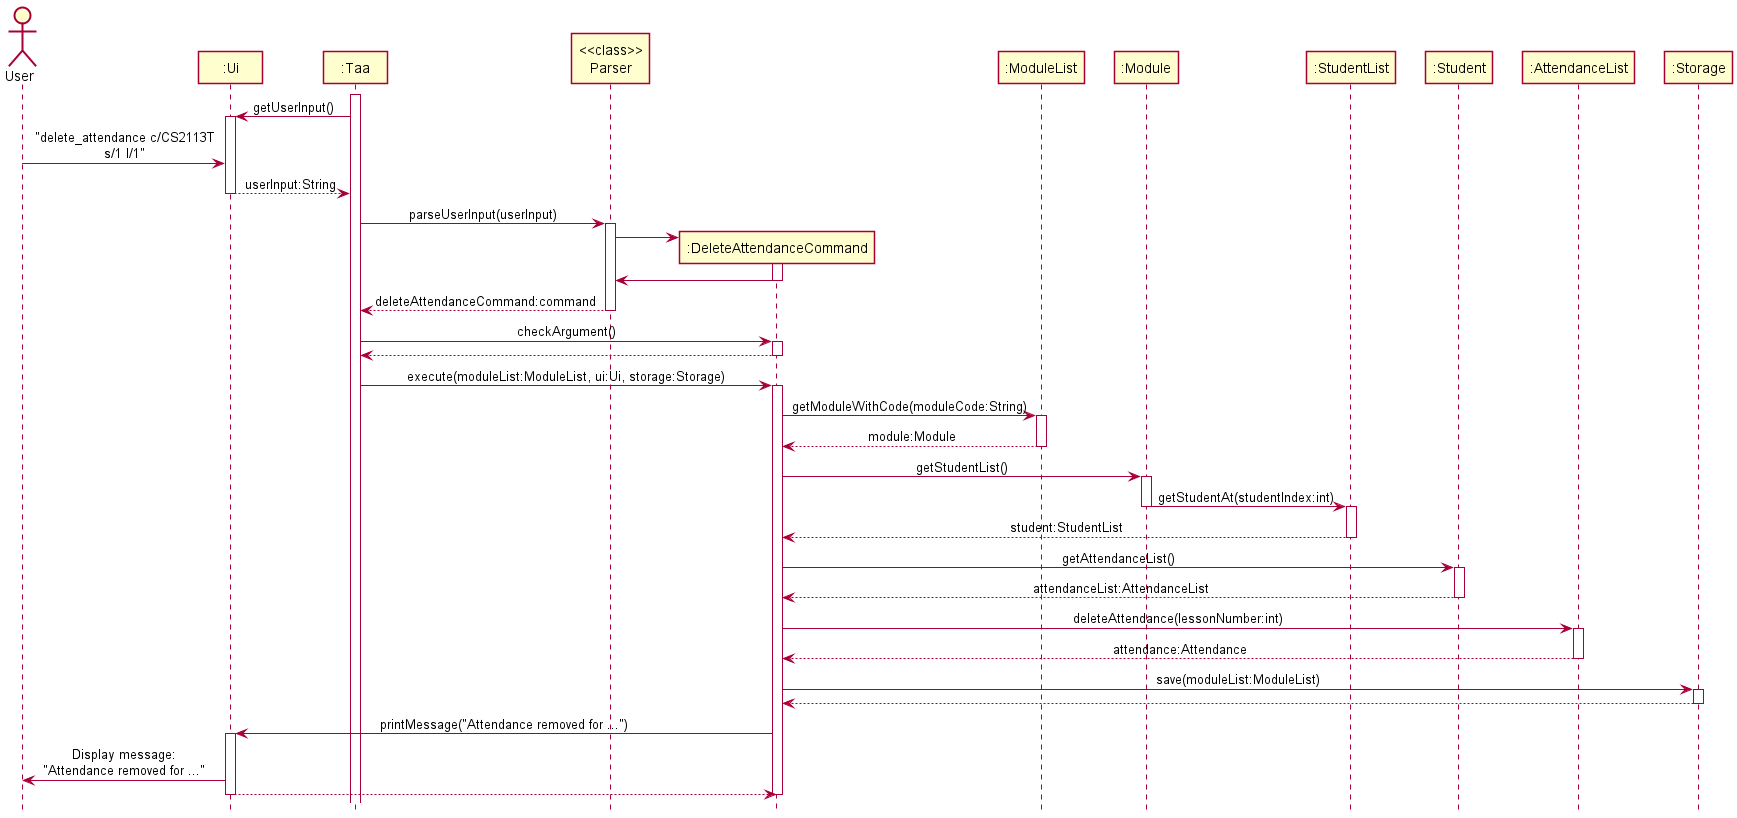 User
:Ui
:Taa
<<class>>
Parser
:ModuleList
:Module
:StudentList
:Student
:AttendanceList
:Storage
getUserInput()
"delete_attendance c/CS2113T
s/1 l/1"
userInput:String
parseUserInput(userInput)
:DeleteAttendanceCommand
deleteAttendanceCommand:command
checkArgument()
execute(moduleList:ModuleList, ui:Ui, storage:Storage)
getModuleWithCode(moduleCode:String)
module:Module
getStudentList()
getStudentAt(studentIndex:int)
student:StudentList
getAttendanceList()
attendanceList:AttendanceList
deleteAttendance(lessonNumber:int)
attendance:Attendance
save(moduleList:ModuleList)
printMessage("Attendance removed for ...")
Display message:
"Attendance removed for ..."